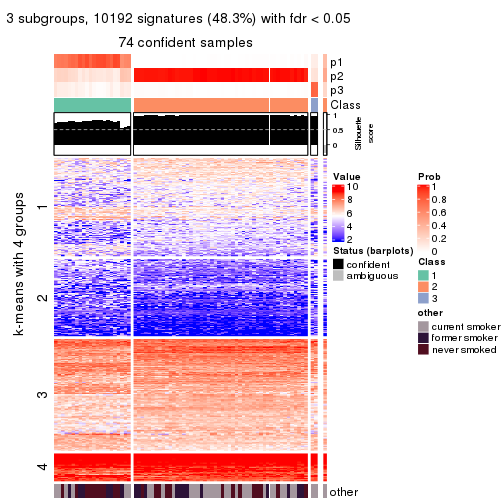 3 subgroups, 10192 signatures (48.3%) with fdr < 0.05
74 confident samples
p1
p2
p3
Class
1
0.5
0
Silhouette
score
k-means with 4 groups
1
2
3
4
other
Value
10
8
6
4
2
Status (barplots)
confident
ambiguous
Prob
1
0.8
0.6
0.4
0.2
0
Class
1
2
3
other
current smoker
former smoker
never smoked